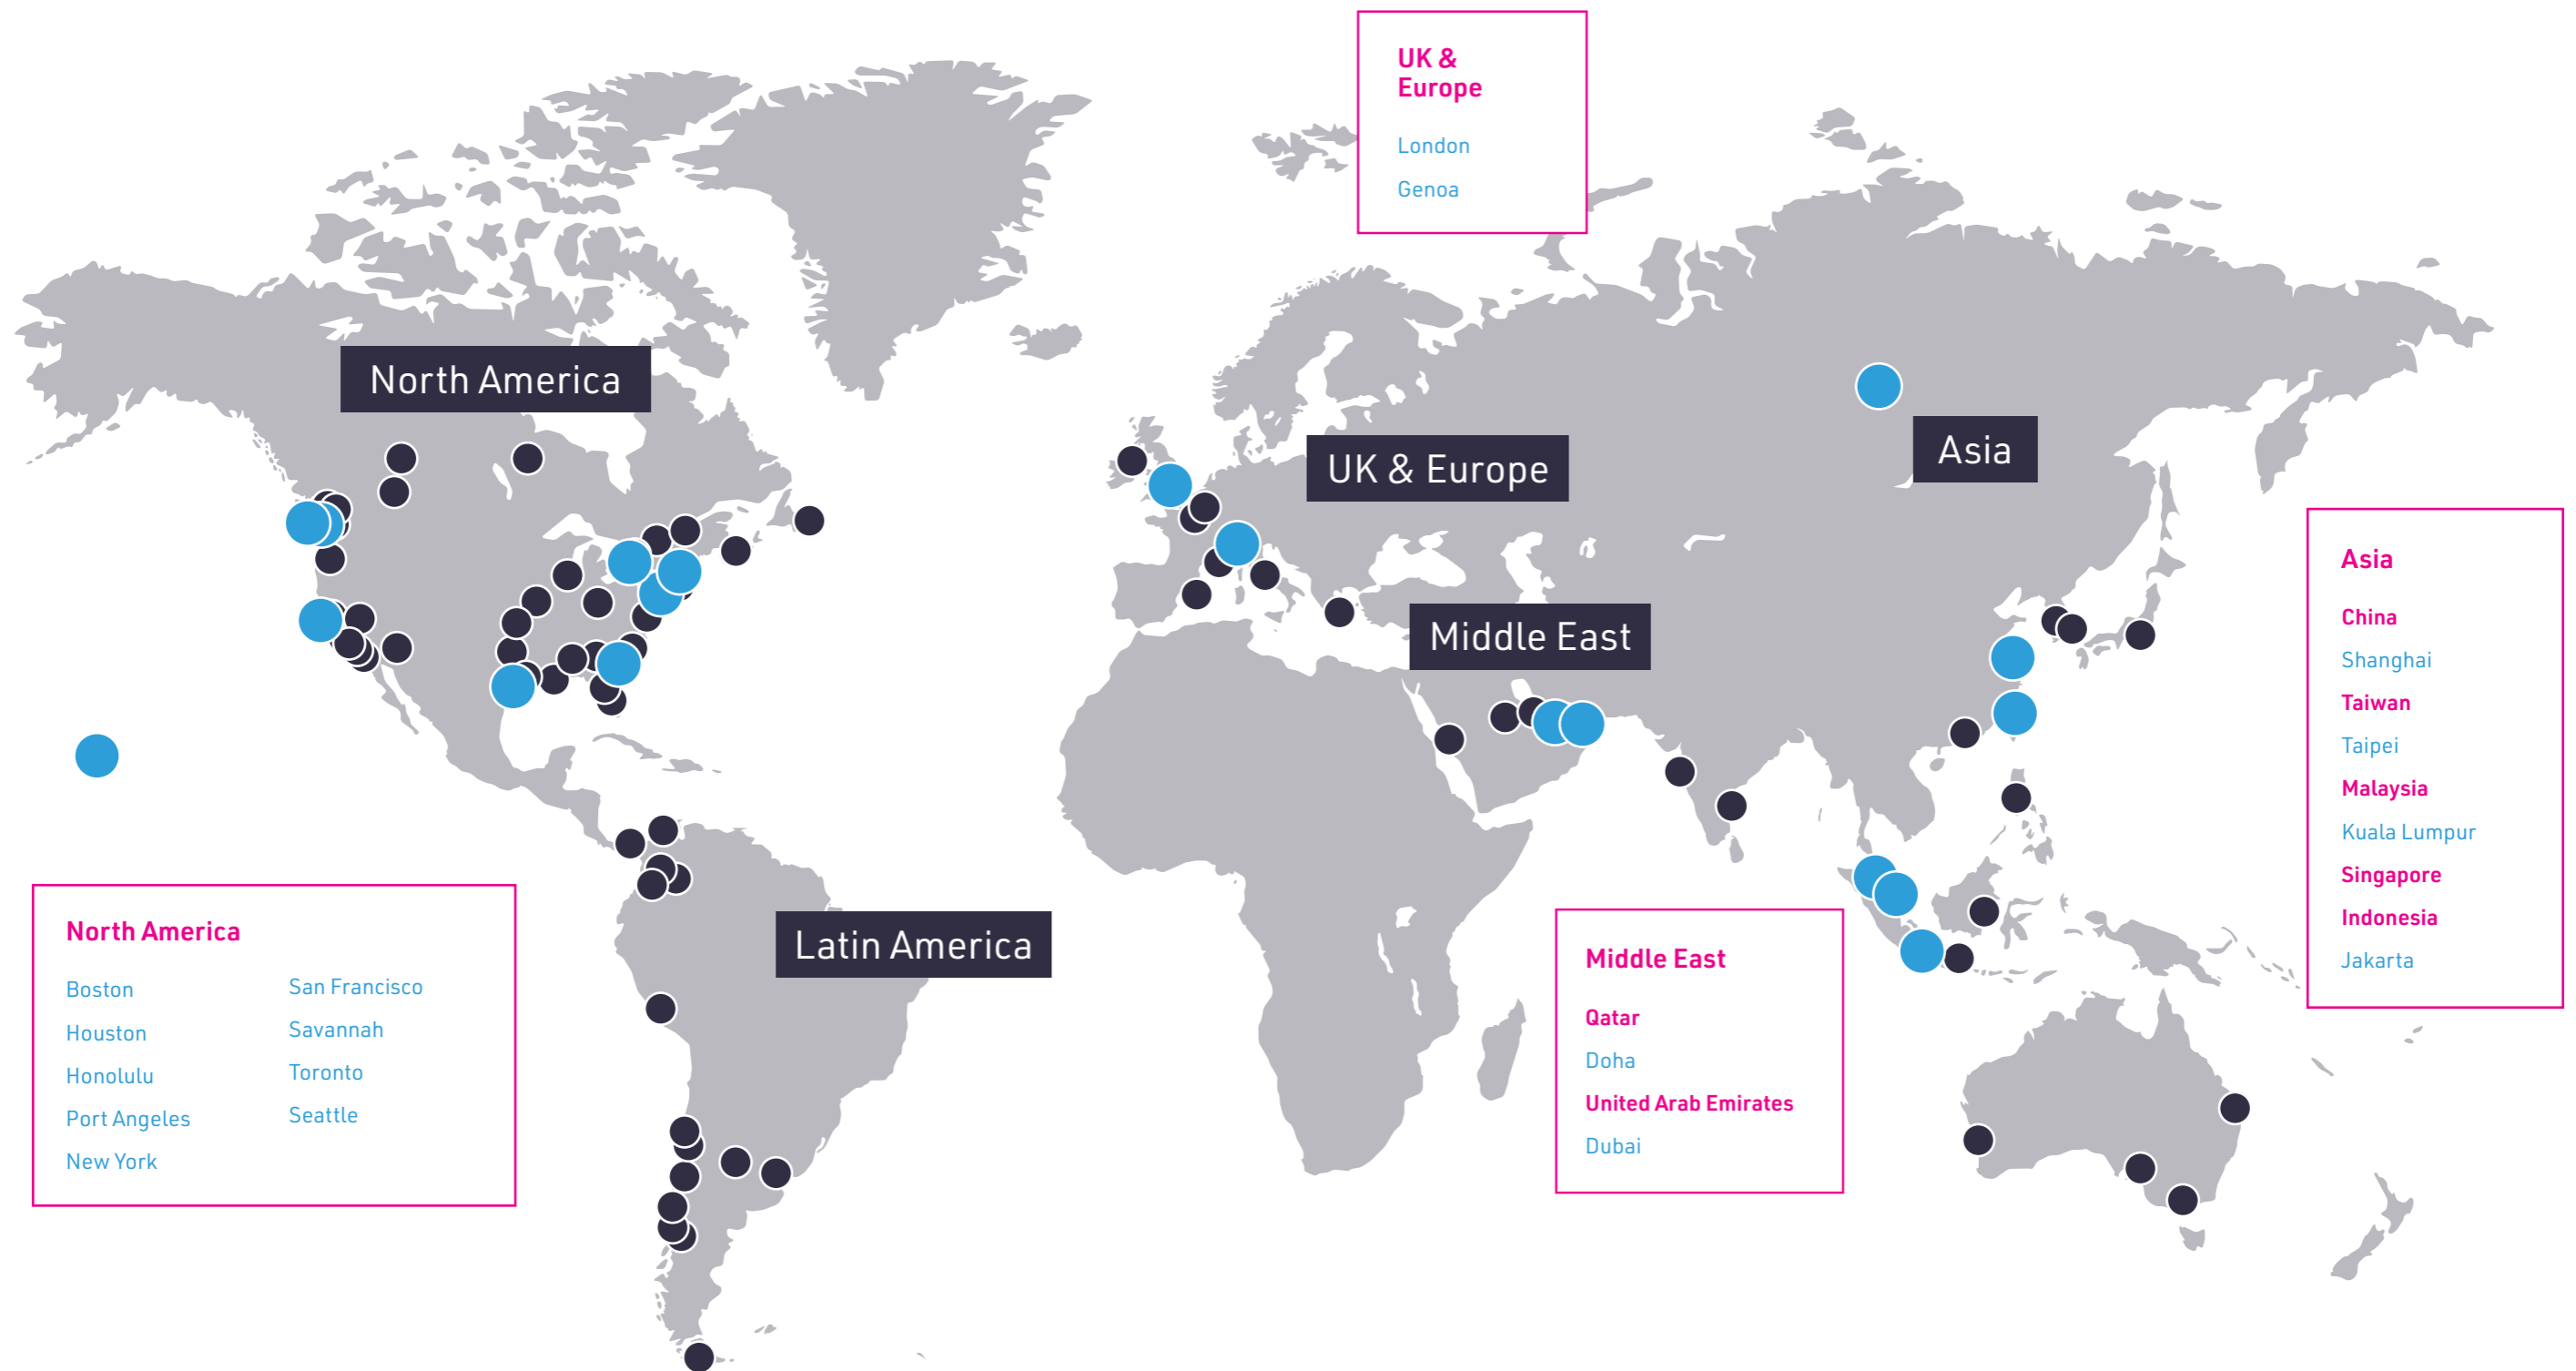 UK &
Europe
London
Genoa
North America
UK & Europe
Asia
Middle East
Latin America
North America
Boston
Houston
Honolulu
Port Angeles
New York
San Francisco
Savannah
Toronto
Seattle
Middle East
Qatar
Doha
United Arab Emirates
Dubai
Asia
China
Shanghai
Taiwan
Taipei
Malaysia
Kuala Lumpur
Singapore
Indonesia
Jakarta